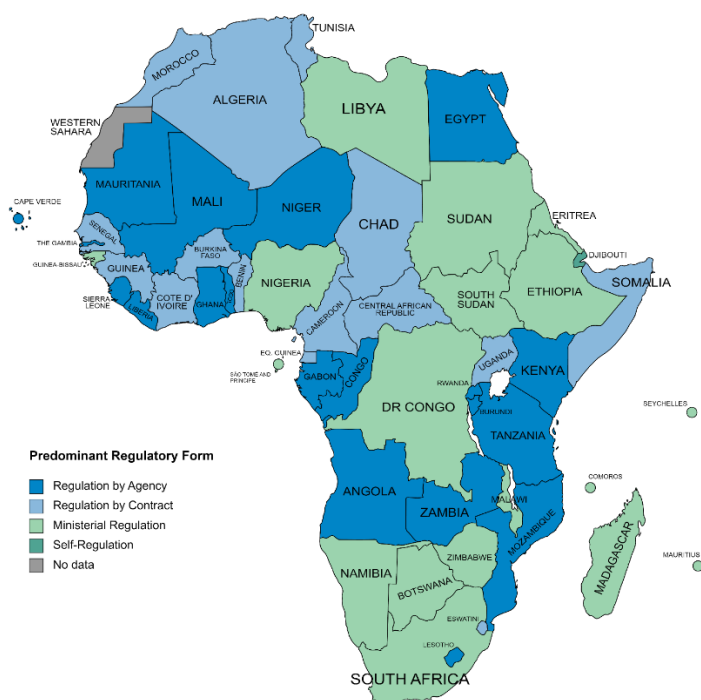 TUNISIA
MOROCCO
ALGERIA
LIBYA
EGYPT
WESTERN
SAHARA
MAURITANIA
MALI
NIGER
CAPE VERDE
CHAD
SUDAN
ERITREA
SENEGAL
THE GAMBIA
BURKINA
FASO
DJIBOUTI
GUINEA-BISSAU
GUINEA
BENIN
NIGERIA
SOMALIA
SIERRA
LEONE
COTE D'
IVOIRE
GHANA
TOGO
LIBERIA
CAMEROON
CENTRAL AFRICAN
REPUBLIC
SOUTH
SUDAN
ETHIOPIA
EQ. GUINEA
UGANDA
KENYA
SÃO TOME AND
PRINCIPE
GABON
CONGO
RWANDA
DR CONGO
BURUNDI
SEYCHELLES
TANZANIA
Predominant Regulatory Form
Regulation by Agency
Regulation by Contract
Ministerial Regulation
Self-Regulation
No data
COMOROS
ANGOLA
MALAWI
ZAMBIA
MOZAMBIQUE
MADAGASCAR
MAURITIUS
ZIMBABWE
NAMIBIA
BOTSWANA
ESWATINI
LESOTHO
SOUTH AFRICA